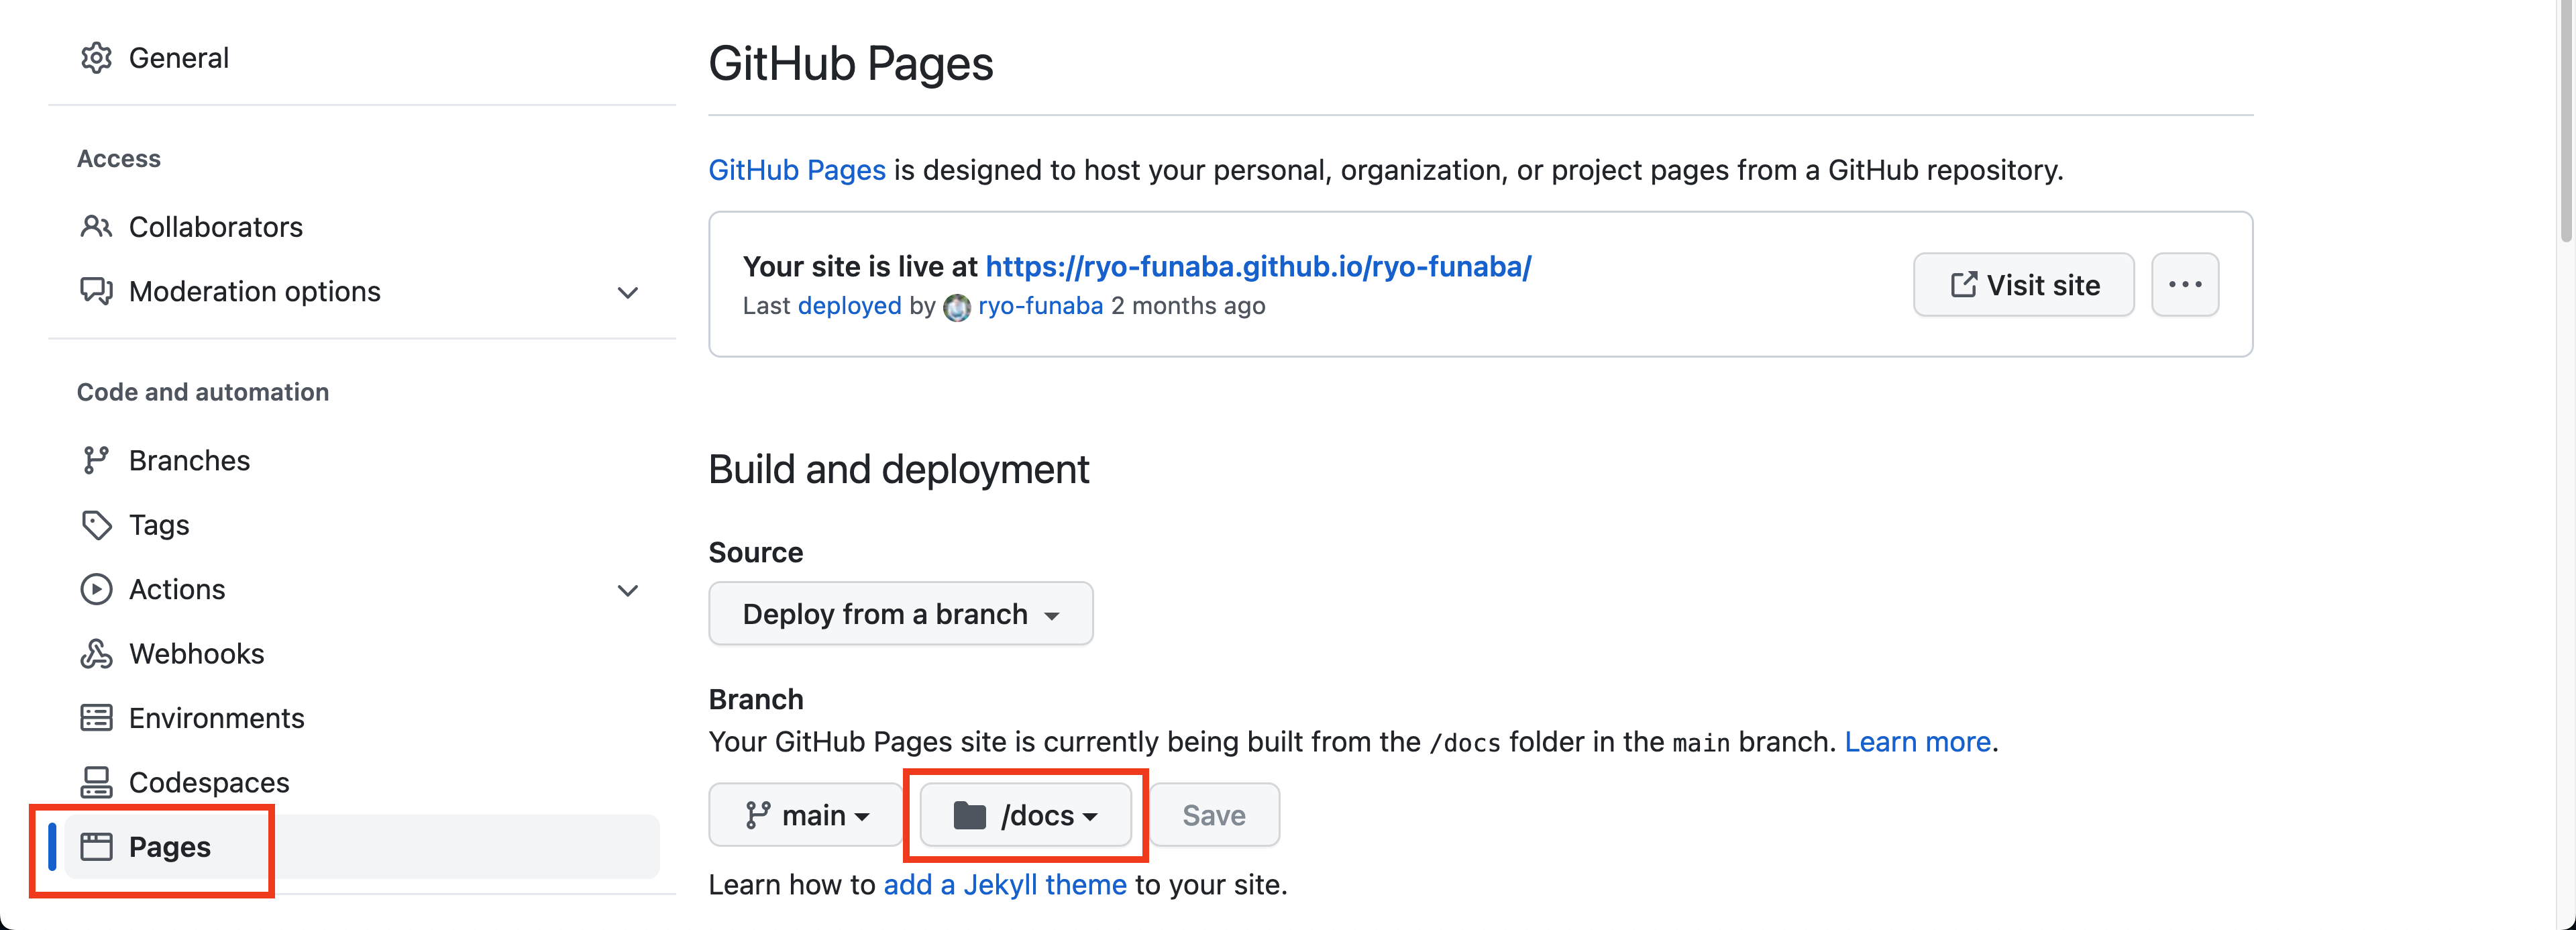 General
Access
Collaborators
Moderation options
Code and automation
Branches
Tags
Actions
Webhooks
Environments
Codespaces
Pages
GitHub Pages
GitHub Pages is designed to host your personal, organization, or project pages from a GitHub repository.
Your site is live at https://ryo-funaba.github.io/ryo-funaba/
Last deployed by ryo-funaba 2 months ago
Visit site
Build and deployment
Source
Deploy from a branch
Branch
Your GitHub Pages site is currently being built from the /docs folder in the main branch. Learn more.
main /docs Save
Learn how to add a Jekyll theme to your site.